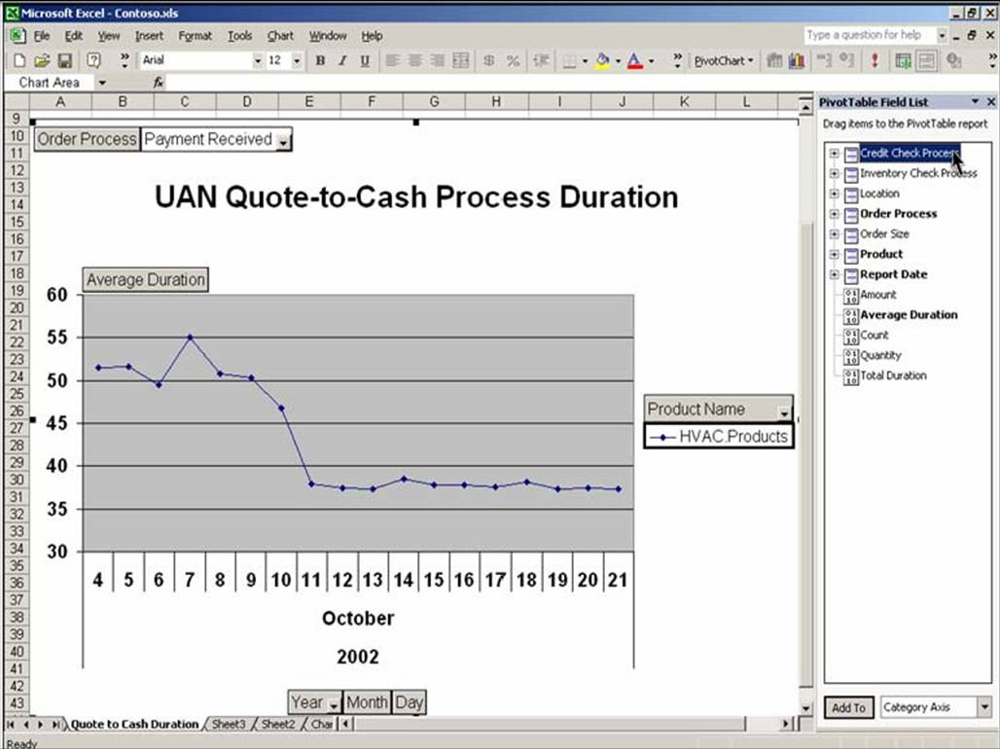 Microsoft Excel - Contoso.xls
File Edit View Insert Format Tools Chart Window Help Type a question for help
Arial 12 B I U $ % A PivotChart
Chart Area fx
A B C D E F G H I J K L
PivotTable Field List
Drag items to the PivotTable report
9
10
11
12
13
14
15
16
17
18
19
20
21
22
23
24
25
26
27
28
29
30
31
32
33
34
35
36
37
38
39
40
41
42
43
Order Process Payment Received
UAN Quote-to-Cash Process Duration
Average Duration
60
55
50
45
40
35
30
4 5 6 7 8 9 10 11 12 13 14 15 16 17 18 19 20 21
October
2002
Year Month Day
Product Name
HVAC.Products
Credit Check Process
Inventory Check Process
Location
Order Process
Order Size
Product
Report Date
Amount
Average Duration
Count
Quantity
Total Duration
Add To Category Axis
Quote to Cash Duration Sheet3 Sheet2 Char
Ready